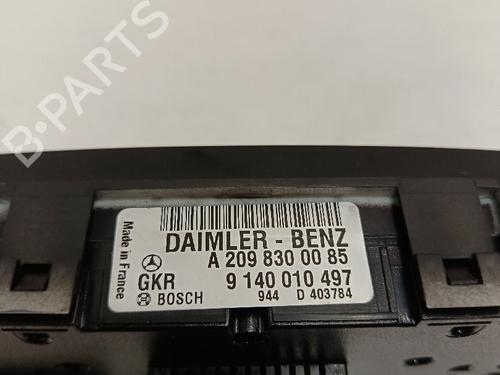 B-PARTS
DAIMLER - BENZ
A 209 830 00 85
GKR 9 140 010 497
BOSCH 944 D 403784
Made in France